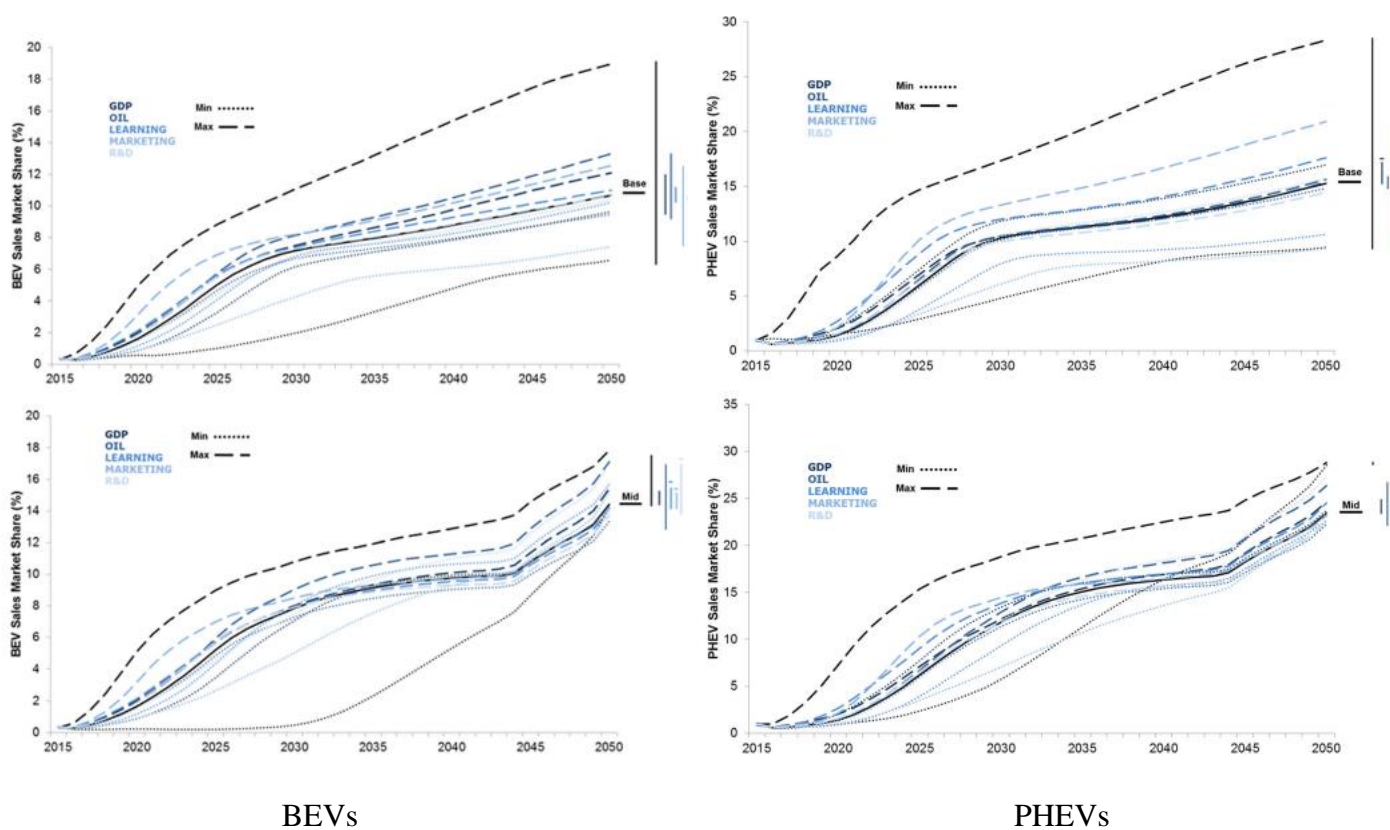 BEV Sales Market Share (%)
20
18
16
14
12
10
8
6
4
2
0
GDP
OIL
LEARNING
MARKETING
R&D
Min
Max
Base
2015 2020 2025 2030 2035 2040 2045 2050
PHEV Sales Market Share (%)
30
25
20
15
10
5
0
GDP
OIL
LEARNING
MARKETING
R&D
Min
Max
Base
2015 2020 2025 2030 2035 2040 2045 2050
BEV Sales Market Share (%)
20
18
16
14
12
10
8
6
4
2
0
GDP
OIL
LEARNING
MARKETING
R&D
Min
Max
Mid
2015 2020 2025 2030 2035 2040 2045 2050
PHEV Sales Market Share (%)
35
30
25
20
15
10
5
0
GDP
OIL
LEARNING
MARKETING
R&D
Min
Max
Mid
2015 2020 2025 2030 2035 2040 2045 2050
BEVs PHEVs